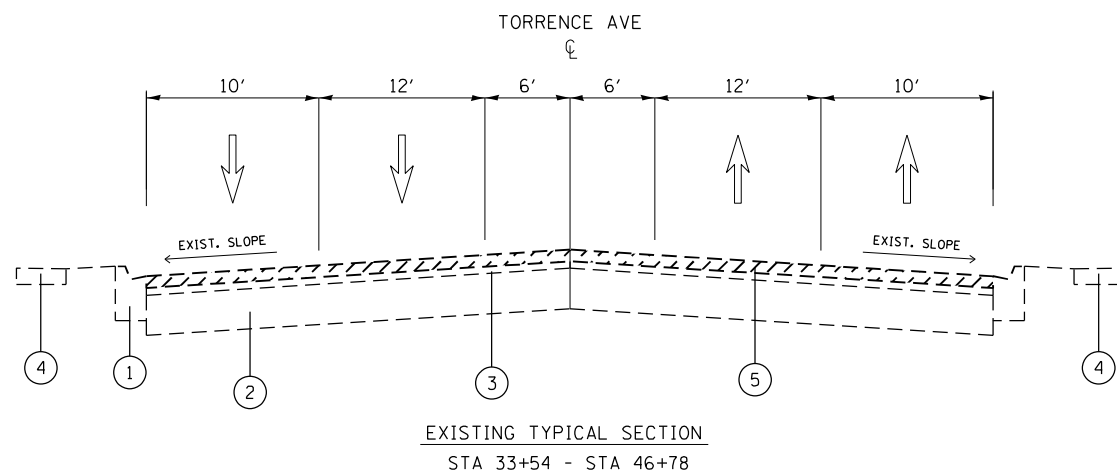 TORRENCE AVE
℄
10' 12' 6' 6' 12' 10'
EXIST. SLOPE EXIST. SLOPE
4 1 2 3 5 4
EXISTING TYPICAL SECTION
STA 33+54 - STA 46+78